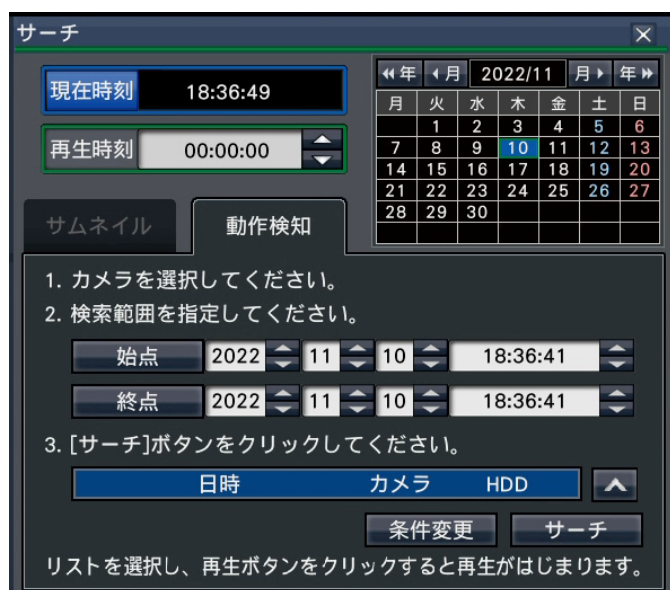 サーチ
現在時刻 18:36:49
再生時刻 00:00:00
年 月 2022/11 月 年
月 火 水 木 金 土 日
1 2 3 4 5 6
7 8 9 10 11 12 13
14 15 16 17 18 19 20
21 22 23 24 25 26 27
28 29 30
サムネイル 動作検知
1. カメラを選択してください。
2. 検索範囲を指定してください。
始点 2022 11 10 18:36:41
終点 2022 11 10 18:36:41
3. [サーチ]ボタンをクリックしてください。
日時 カメラ HDD
条件変更 サーチ
リストを選択し、再生ボタンをクリックすると再生がはじまります。